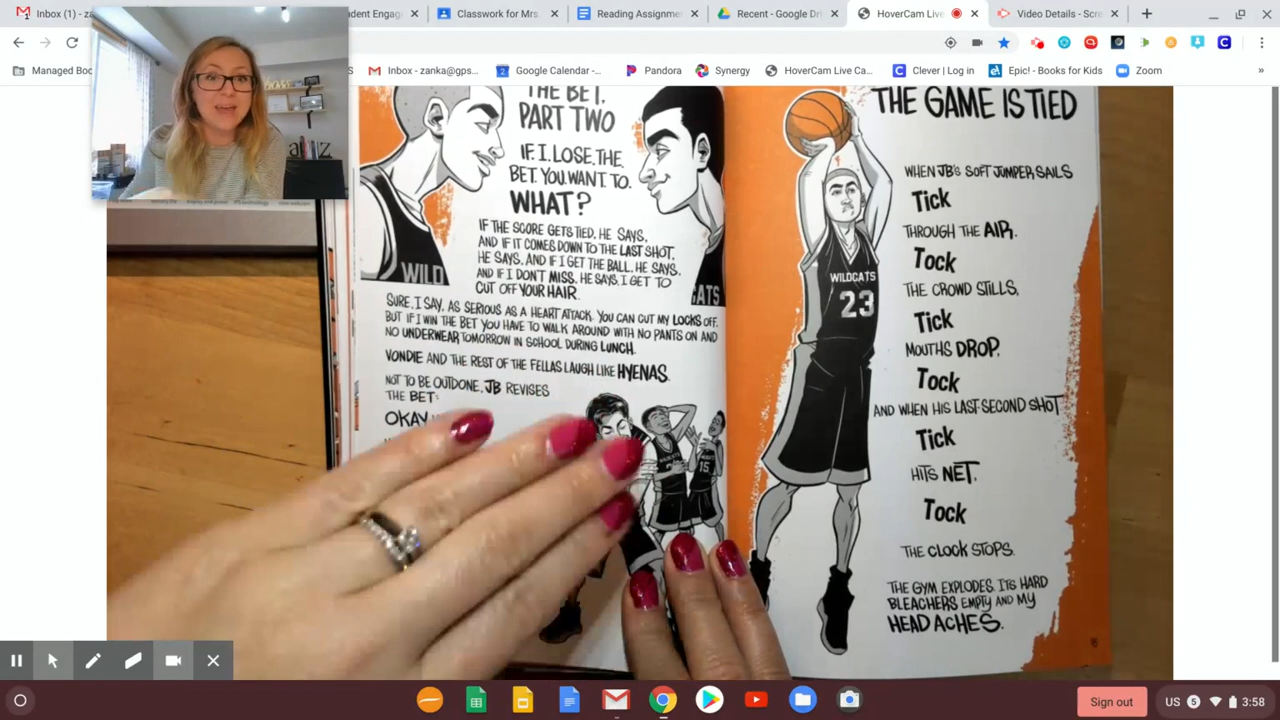 Inbox (1) - za
dent Engag
Classwork for Mrs.
Reading Assignme
Recent - Google Dri
HoverCam Live
Video Details - Scre
Managed Boo
Inbox - zanka@gps...
Google Calendar -...
Pandora
Synergy
HoverCam Live Ca...
Clever | Log in
Epic! - Books for Kids
Zoom
»
THE BET,
PART TWO
IF I LOSE THE
BET, YOU WANT TO
WHAT?
IF THE SCORE GETS TIED, HE SAYS,
AND IF IT COMES DOWN TO THE LAST SHOT,
HE SAYS, AND IF I GET THE BALL, HE SAYS,
AND IF I DON'T MISS, HE SAYS, I GET TO
CUT OFF YOUR HAIR.
WILD
CATS
SURE, I SAY, AS SERIOUS AS A HEART ATTACK. YOU CAN CUT MY LOCKS OFF,
BUT IF I WIN THE BET YOU HAVE TO WALK AROUND WITH NO PANTS ON AND
NO UNDERWEAR TOMORROW IN SCHOOL DURING LUNCH.
VONDIE AND THE REST OF THE FELLAS LAUGH LIKE HYENAS.
NOT TO BE OUTDONE, JB REVISES
THE BET:
OKAY
15
THE GAME IS TIED
WHEN JB'S SOFT JUMPER SAILS
Tick
THROUGH THE AIR.
Tock
THE CROWD STILLS,
Tick
MOUTHS DROP,
Tock
AND WHEN HIS LAST-SECOND SHOT
Tick
HITS NET,
Tock
THE CLOCK STOPS.
THE GYM EXPLODES. ITS HARD
BLEACHERS EMPTY AND MY
HEAD ACHES.
WILDCATS
23
Sign out
US
5
3:58